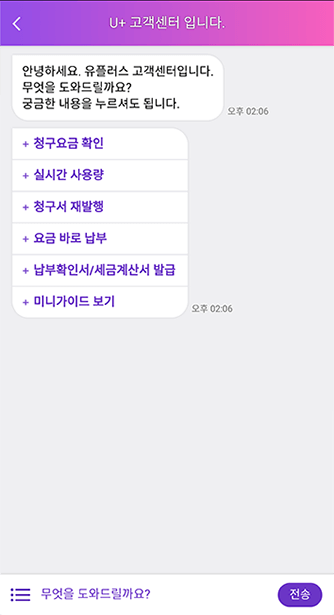 U+ 고객센터 입니다.
안녕하세요. 유플러스 고객센터입니다.
무엇을 도와드릴까요?
궁금한 내용을 누르셔도 됩니다.
오후 02:06
+ 청구요금 확인
+ 실시간 사용량
+ 청구서 재발행
+ 요금 바로 납부
+ 납부확인서/세금계산서 발급
+ 미니가이드 보기
오후 02:06
무엇을 도와드릴까요?
전송